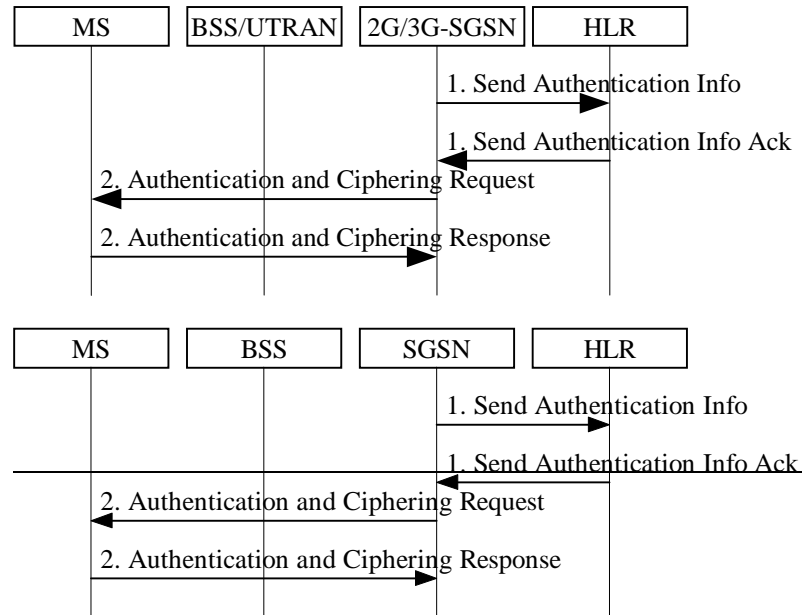 MS BSS/UTRAN 2G/3G-SGSN HLR
1. Send Authentication Info
1. Send Authentication Info Ack
2. Authentication and Ciphering Request
2. Authentication and Ciphering Response
MS BSS SGSN HLR
1. Send Authentication Info
1. Send Authentication Info Ack
2. Authentication and Ciphering Request
2. Authentication and Ciphering Response